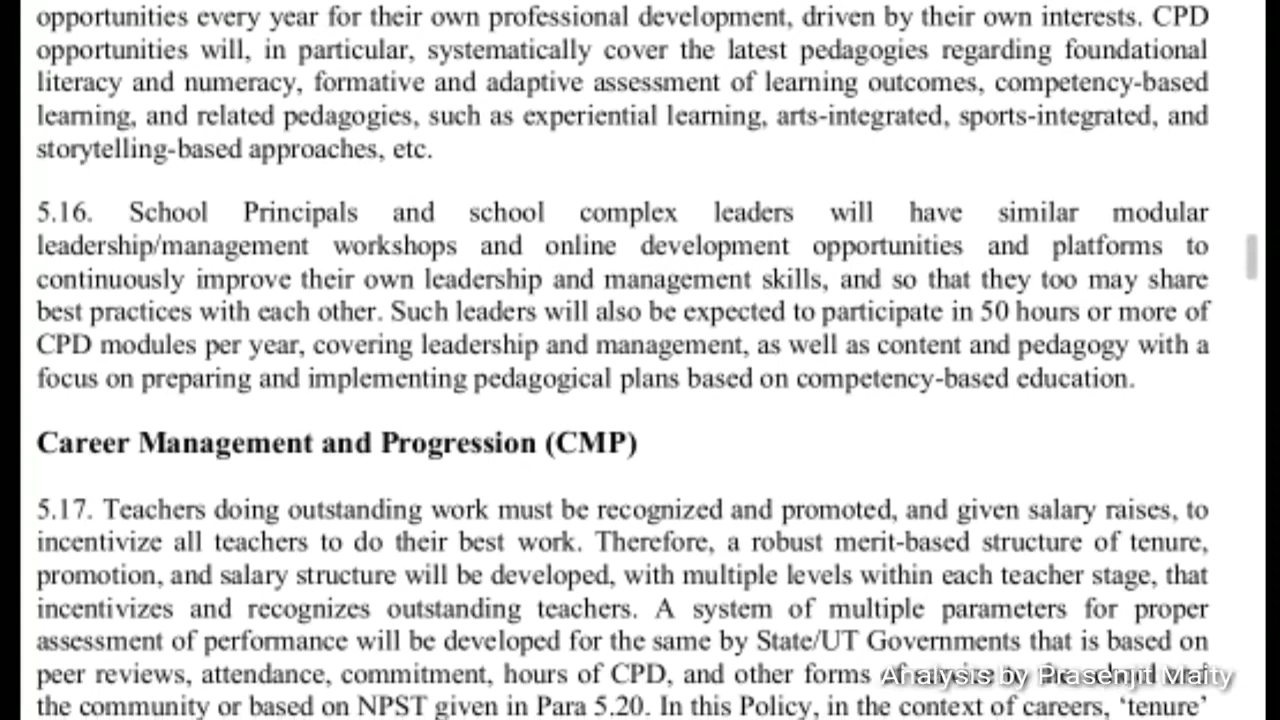 opportunities every year for their own professional development, driven by their own interests. CPD
opportunities will, in particular, systematically cover the latest pedagogies regarding foundational
literacy and numeracy, formative and adaptive assessment of learning outcomes, competency-based
learning, and related pedagogies, such as experiential learning, arts-integrated, sports-integrated, and
storytelling-based approaches, etc.
5.16. School Principals and school complex leaders will have similar modular
leadership/management workshops and online development opportunities and platforms to
continuously improve their own leadership and management skills, and so that they too may share
best practices with each other. Such leaders will also be expected to participate in 50 hours or more of
CPD modules per year, covering leadership and management, as well as content and pedagogy with a
focus on preparing and implementing pedagogical plans based on competency-based education.
Career Management and Progression (CMP)
5.17. Teachers doing outstanding work must be recognized and promoted, and given salary raises, to
incentivize all teachers to do their best work. Therefore, a robust merit-based structure of tenure,
promotion, and salary structure will be developed, with multiple levels within each teacher stage, that
incentivizes and recognizes outstanding teachers. A system of multiple parameters for proper
assessment of performance will be developed for the same by State/UT Governments that is based on
peer reviews, attendance, commitment, hours of CPD, and other forms
Analysis by Prasenjit Maity
the community or based on NPST given in Para 5.20. In this Policy, in the context of careers, ‘tenure’